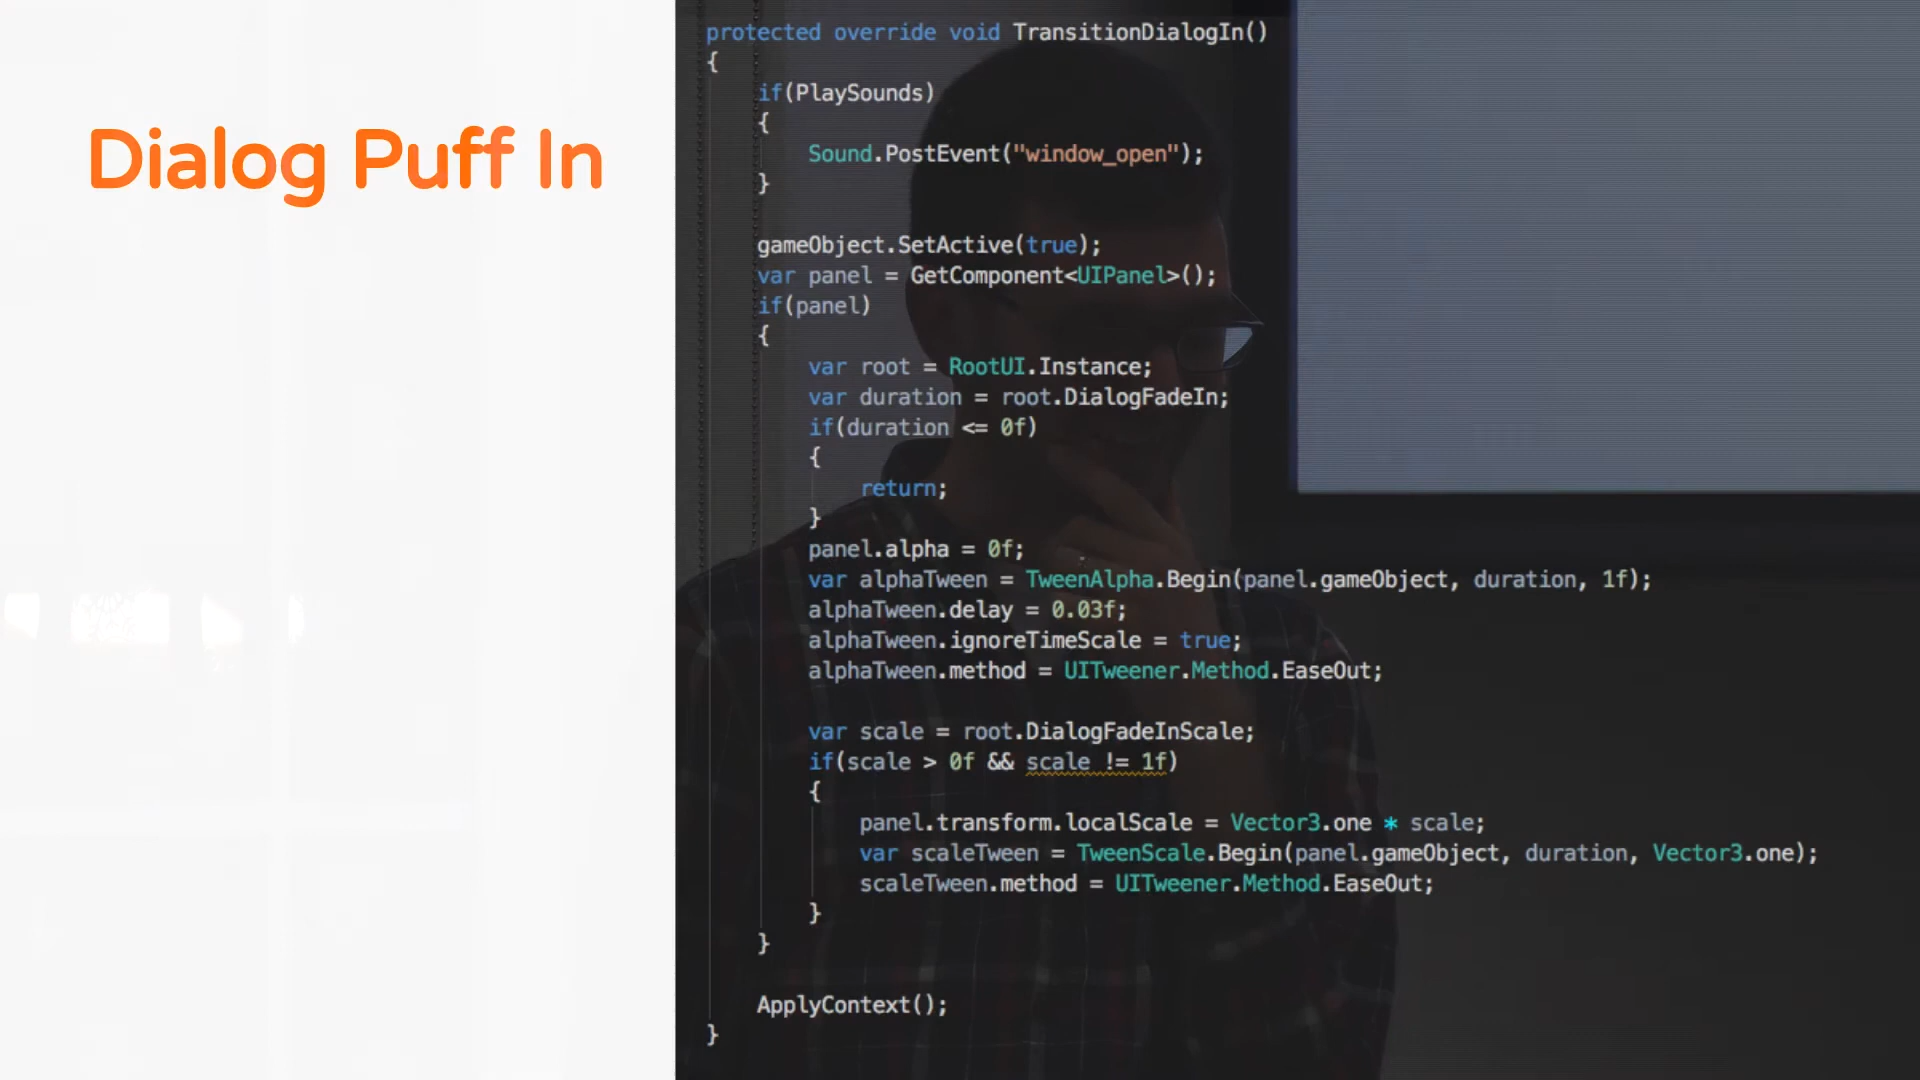 Dialog Puff In
protected override void TransitionDialogIn()
{
if(PlaySounds)
{
Sound.PostEvent("window_open");
}
gameObject.SetActive(true);
var panel = GetComponent<UIPanel>();
if(panel)
{
var root = RootUI.Instance;
var duration = root.DialogFadeIn;
if(duration <= 0f)
{
return;
}
panel.alpha = 0f;
var alphaTween = TweenAlpha.Begin(panel.gameObject, duration, 1f);
alphaTween.delay = 0.03f;
alphaTween.ignoreTimeScale = true;
alphaTween.method = UITweener.Method.EaseOut;
var scale = root.DialogFadeInScale;
if(scale > 0f && scale != 1f)
{
panel.transform.localScale = Vector3.one * scale;
var scaleTween = TweenScale.Begin(panel.gameObject, duration, Vector3.one);
scaleTween.method = UITweener.Method.EaseOut;
}
}
ApplyContext();
}